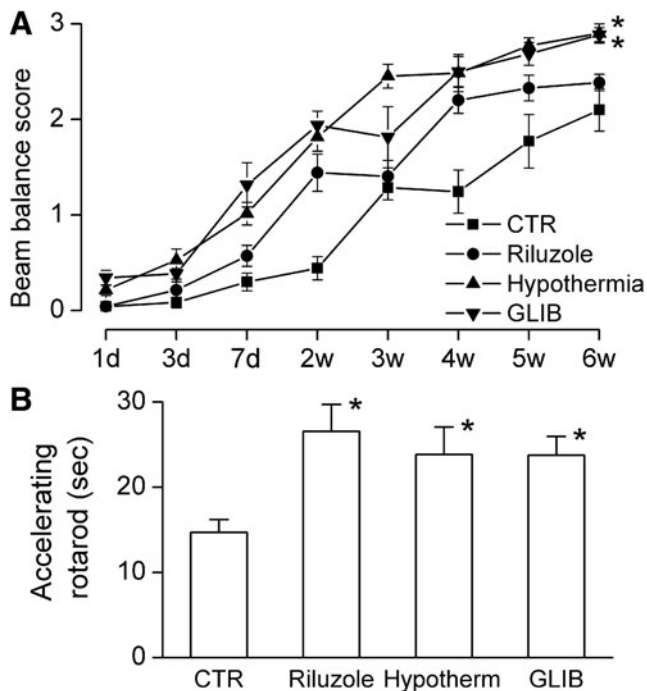 A
Beam balance score
3
2
1
0
*
*
CTR
Riluzole
Hypothermia
GLIB
1d 3d 7d 2w 3w 4w 5w 6w
B
Accelerating
rotarod (sec)
30
20
10
0
* * *
CTR Riluzole Hypotherm GLIB